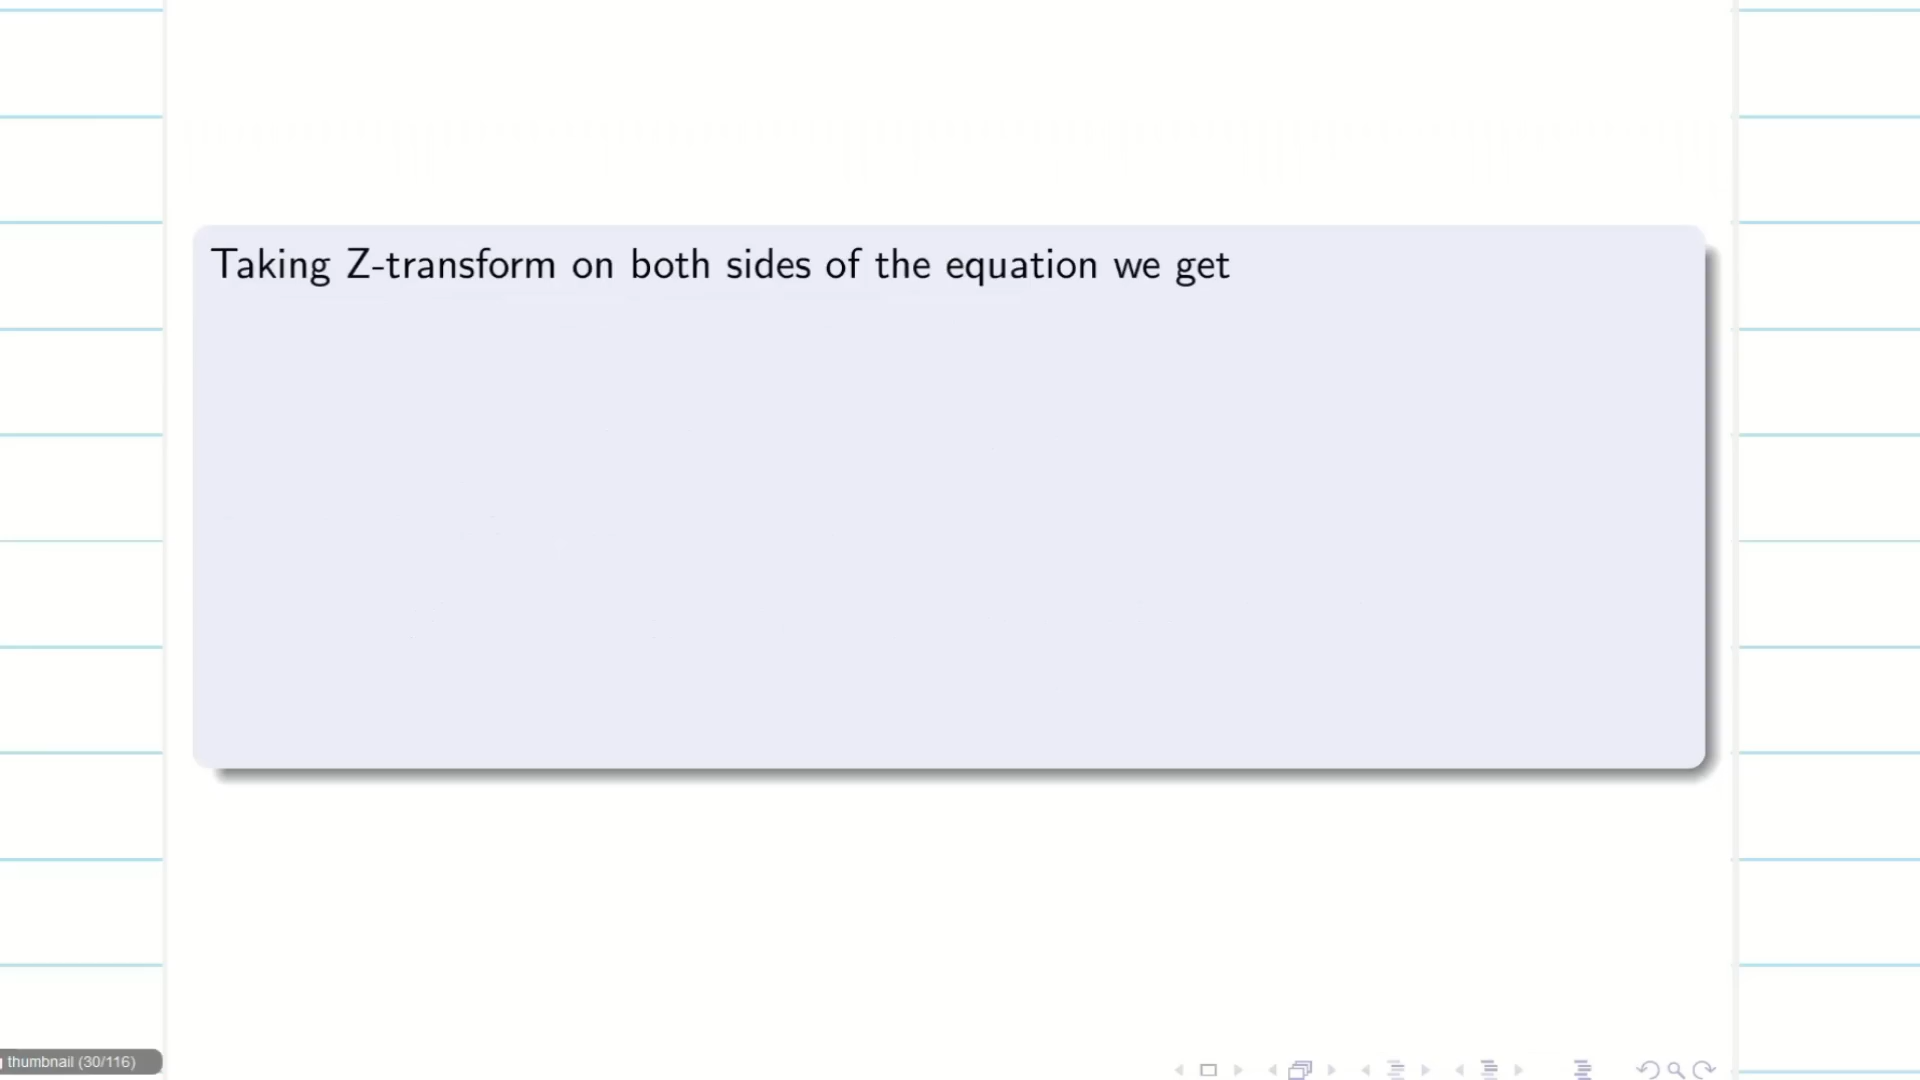 Taking Z-transform on both sides of the equation we get
thumbnail (30/116)